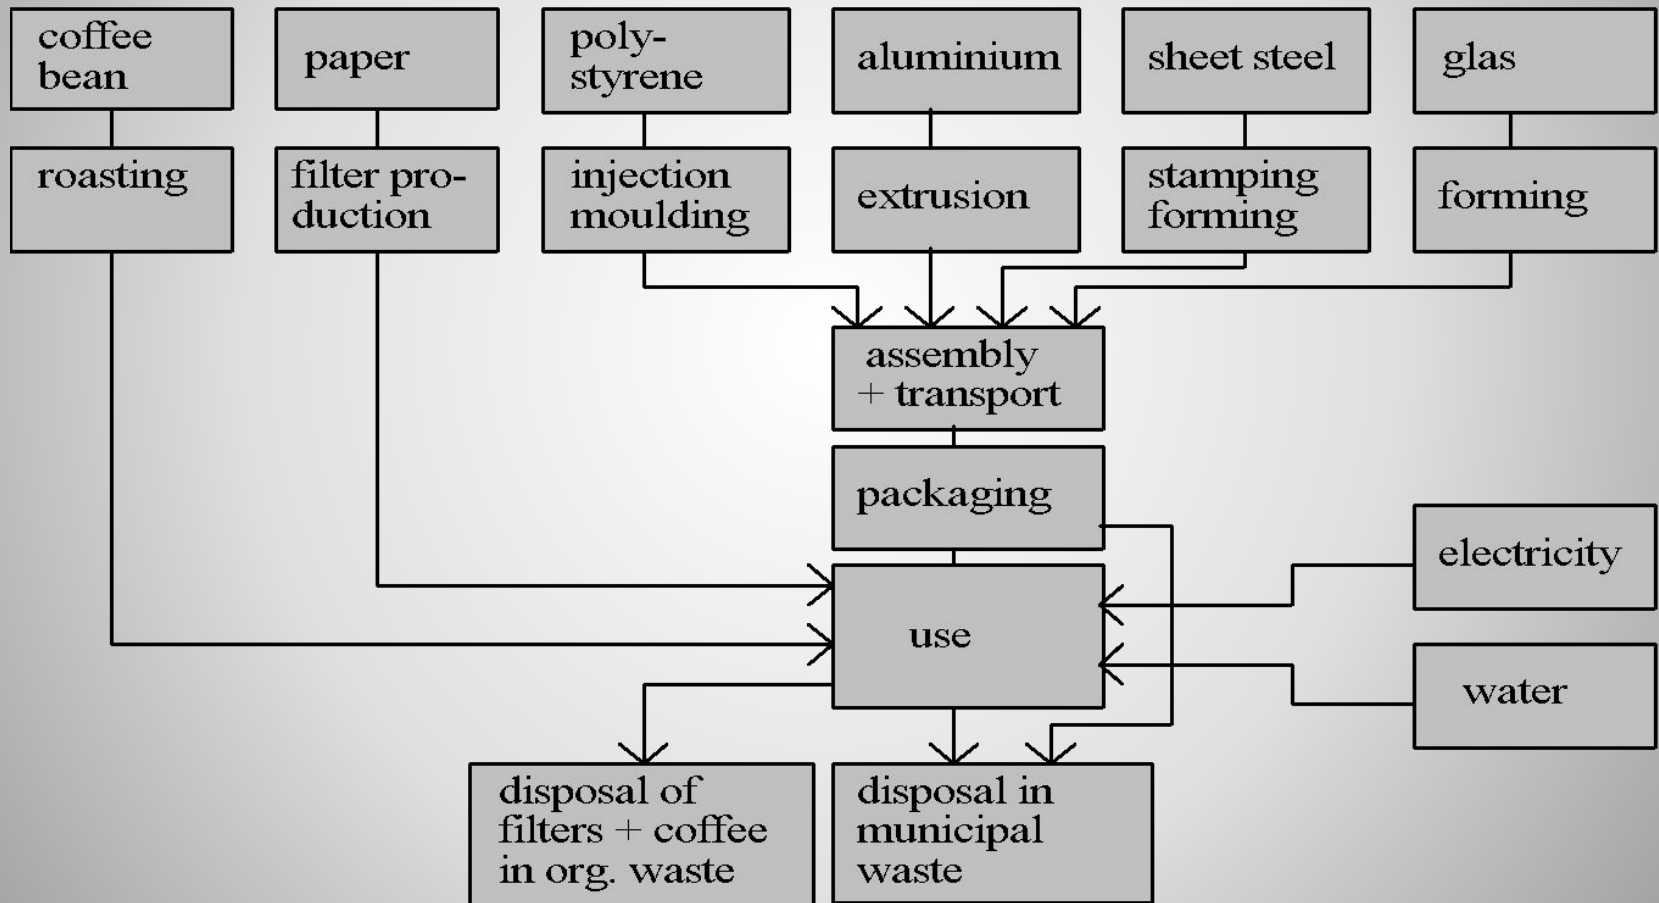 coffee
bean
paper
poly-
styrene
aluminium
sheet steel
glas
roasting
filter pro-
duction
injection
moulding
extrusion
stamping
forming
forming
assembly
+ transport
packaging
electricity
use
water
disposal of
filters + coffee
in org. waste
disposal in
municipal
waste